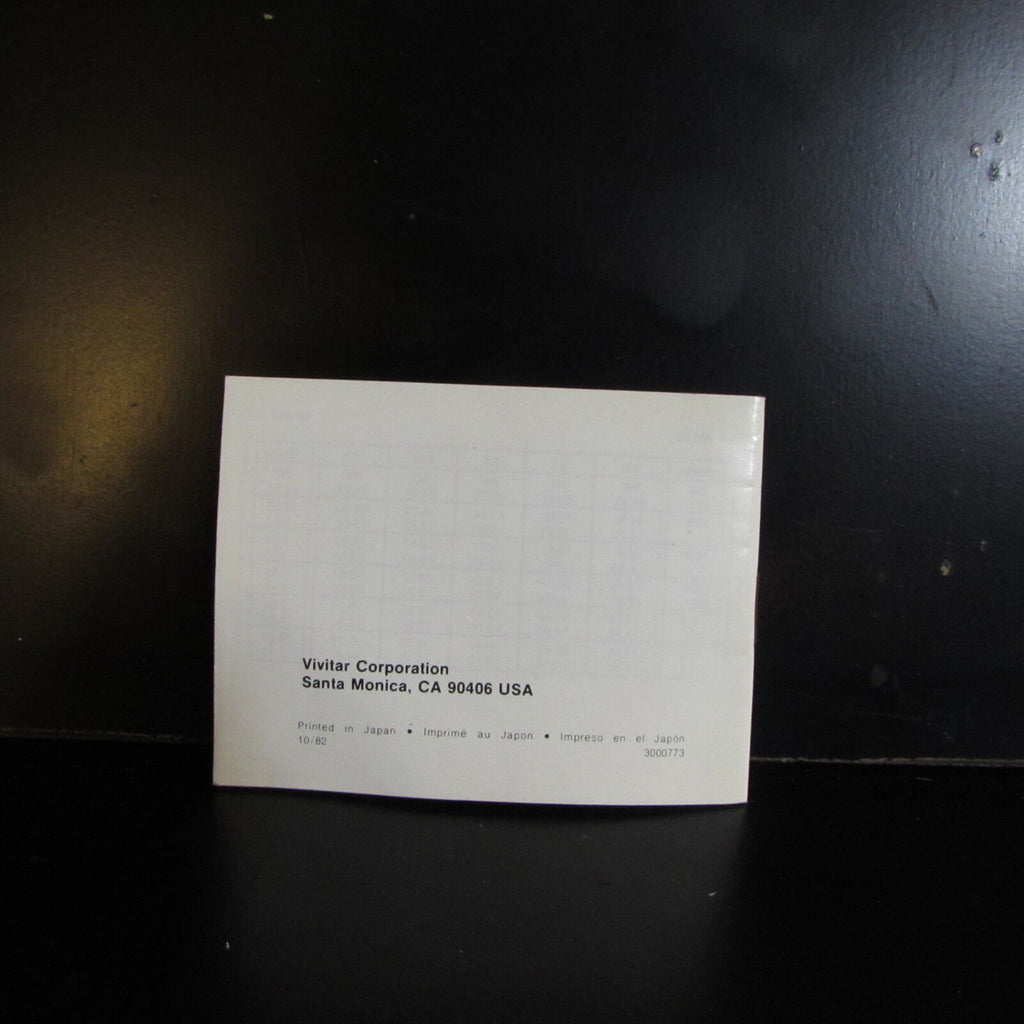 Vivitar Corporation
Santa Monica, CA 90406 USA
Printed in Japan • Imprimé au Japon • Impreso en el Japón
10/82
3000773